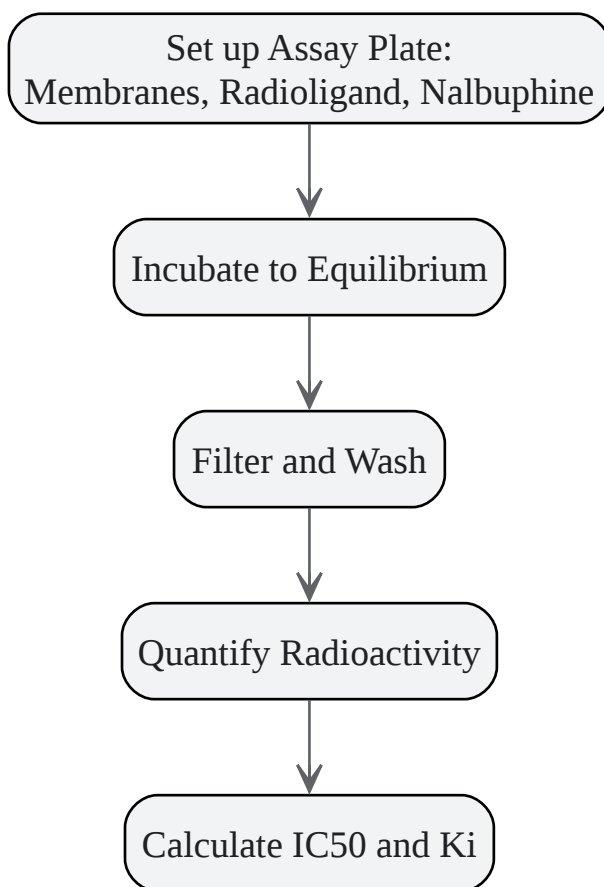 Set up Assay Plate:
Membranes, Radioligand, Nalbuphine
Incubate to Equilibrium
Filter and Wash
Quantify Radioactivity
Calculate IC50 and Ki